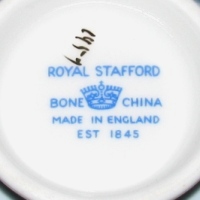 ROYAL STAFFORD
BONE CHINA
MADE IN ENGLAND
EST 1845